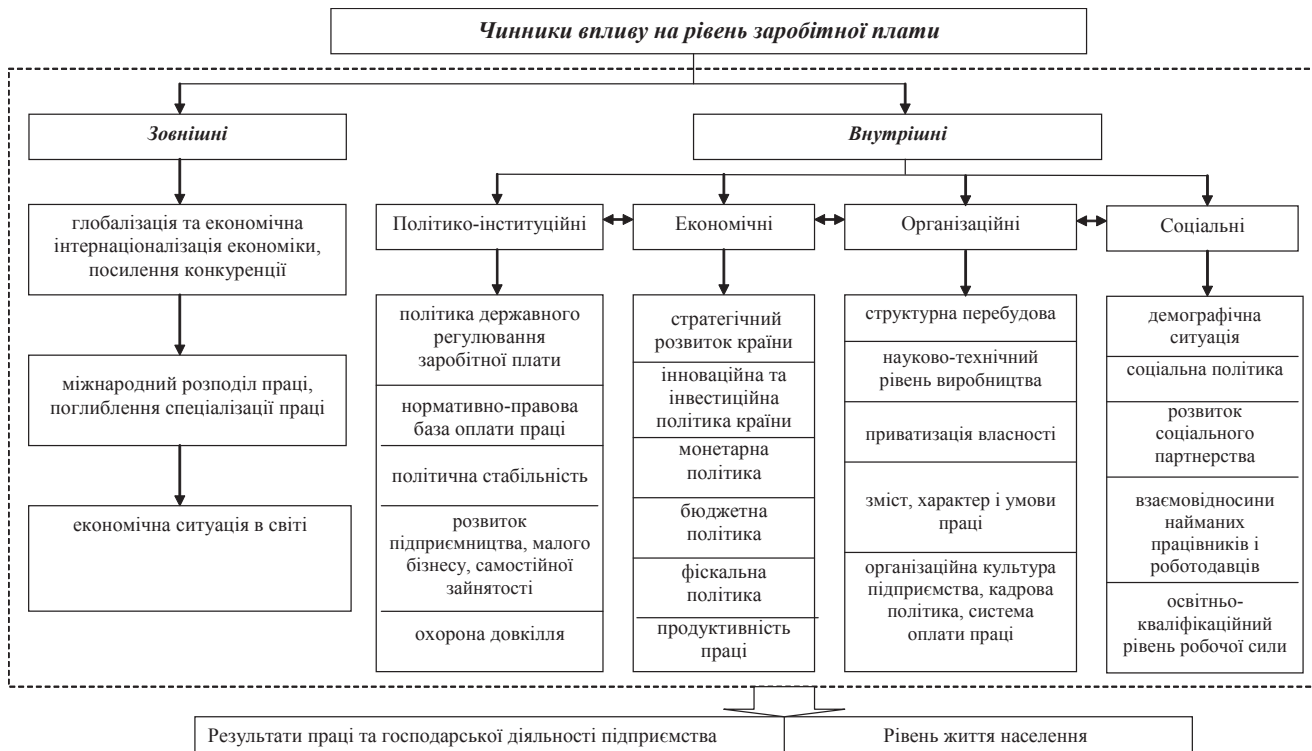 Чинники впливу на рівень заробітної плати
Зовнішні
Внутрішні
глобалізація та економічна
інтернаціоналізація економіки,
посилення конкуренції
міжнародний розподіл праці,
поглиблення спеціалізації праці
економічна ситуація в світі
Політико-інституційні
Економічні
Організаційні
Соціальні
політика державного
регулювання
заробітної плати
нормативно-правова
база оплати праці
політична стабільність
розвиток
підприємництва, малого
бізнесу, самостійної
зайнятості
охорона довкілля
стратегічний
розвиток країни
інноваційна та
інвестиційна
політика країни
монетарна
політика
бюджетна
політика
фіскальна
політика
продуктивність
праці
структурна перебудова
науково-технічний
рівень виробництва
приватизація власності
зміст, характер і умови
праці
організаційна культура
підприємства, кадрова
політика, система
оплати праці
демографічна
ситуація
соціальна політика
розвиток
соціального
партнерства
взаємовідносини
найманих
працівників і
роботодавців
освітньо-
кваліфікаційний
рівень робочої сили
Результати праці та господарської діяльності підприємства
Рівень життя населення